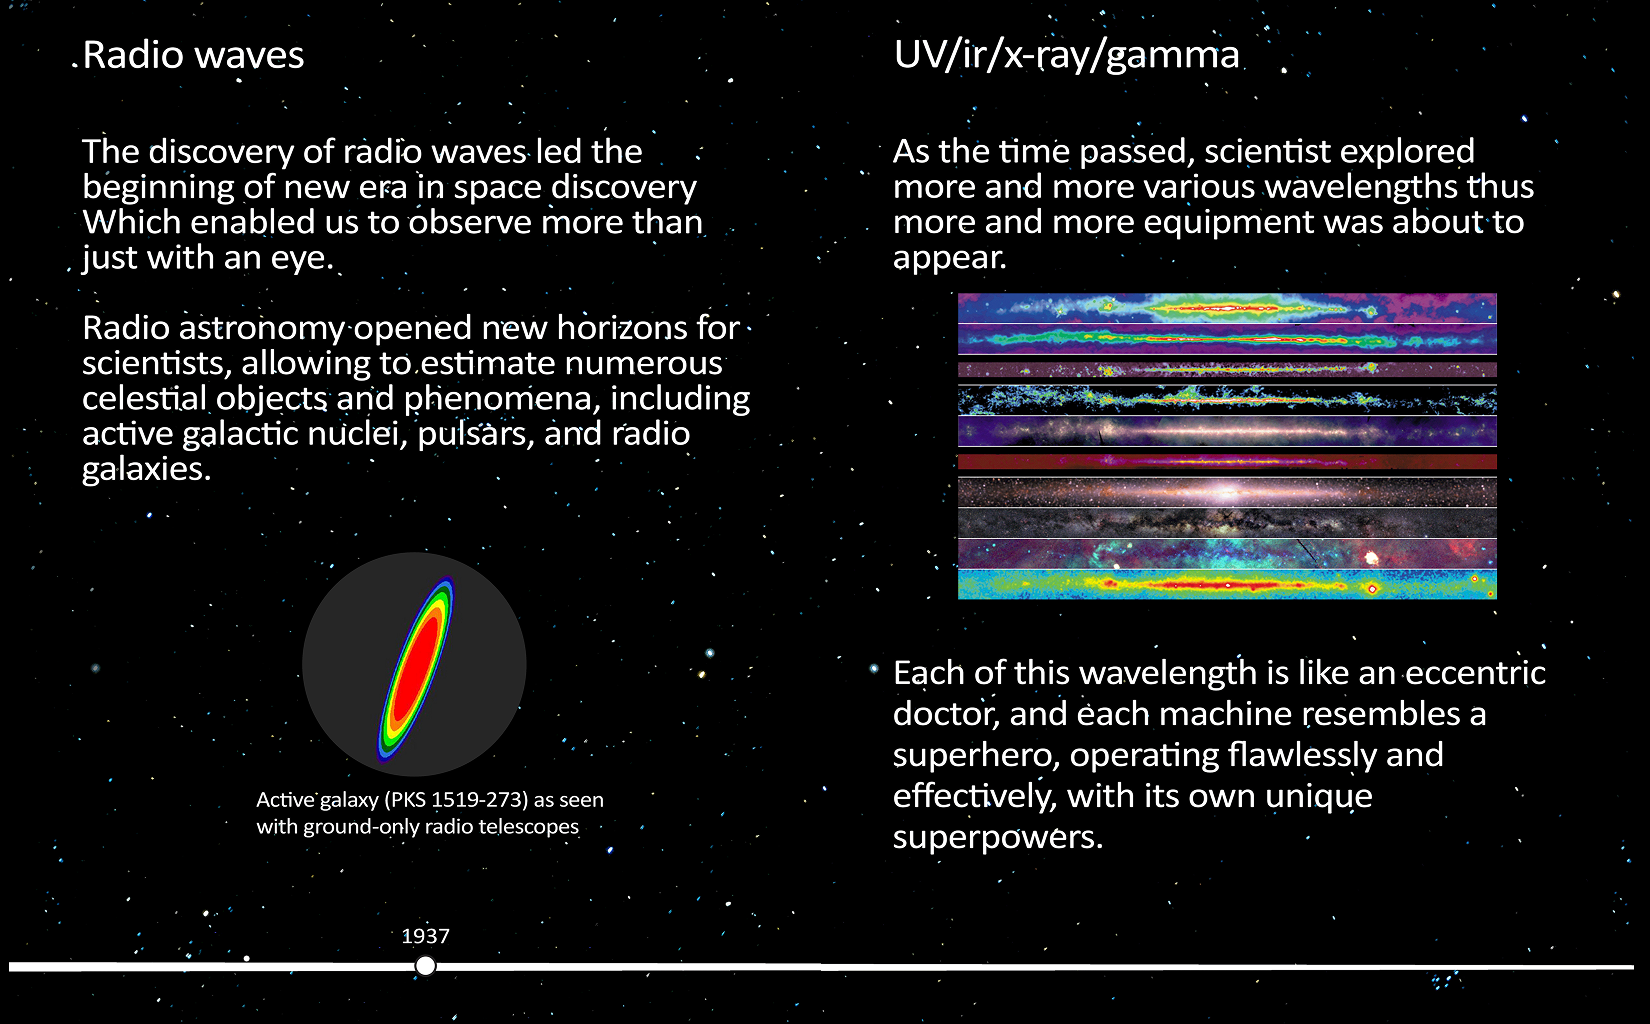 Radio waves
The discovery of radio waves led the
beginning of new era in space discovery
Which enabled us to observe more than
just with an eye.
Radio astronomy opened new horizons for
scientists, allowing to estimate numerous
celestial objects and phenomena, including
active galactic nuclei, pulsars, and radio
galaxies.
Active galaxy (PKS 1519-273) as seen
with ground-only radio telescopes
1937
UV/ir/x-ray/gamma
As the time passed, scientist explored
more and more various wavelengths thus
more and more equipment was about to
appear.
Each of this wavelength is like an eccentric
doctor, and each machine resembles a
superhero, operating flawlessly and
effectively, with its own unique
superpowers.